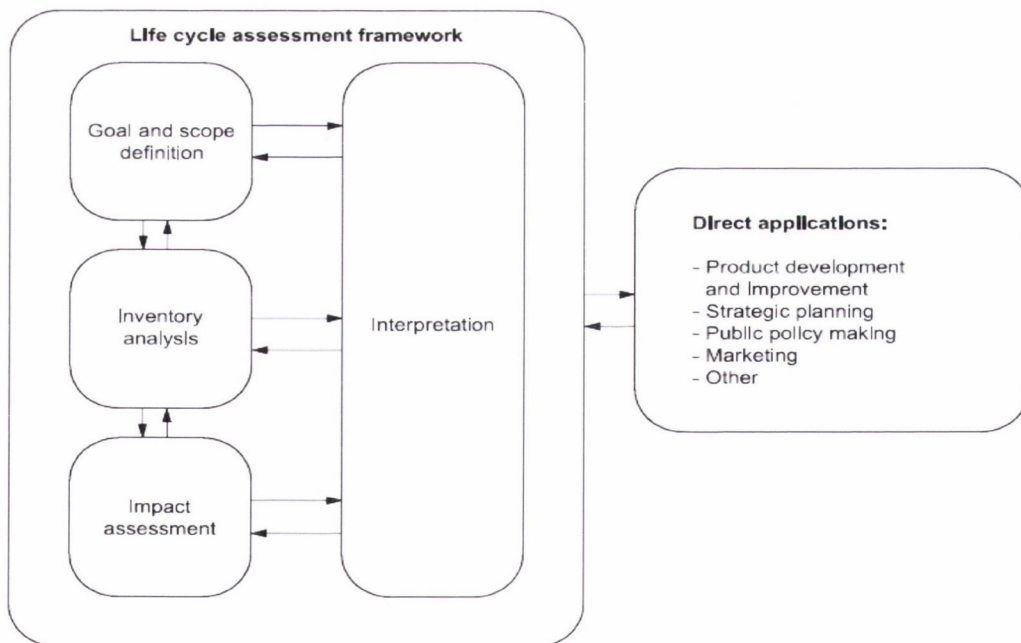 Life cycle assessment framework
Goal and scope
definition
Inventory
analysis
Impact
assessment
Interpretation
Direct applications:
- Product development
and Improvement
- Strategic planning
- Public policy making
- Marketing
- Other